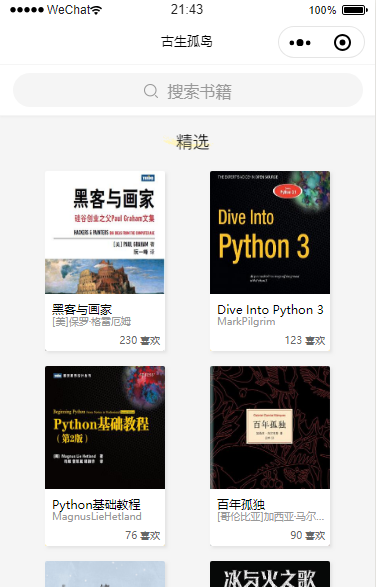 WeChat
21:43
100%
古生孤鸟
搜索书籍
精选
黑客与画家
硅谷创业之父Paul Graham文集
HACKERS & PAINTERS BIG IDEAS FROM THE COMPUTER AGE
[美] PAUL GRAHAM 著
阮一峰 译
黑客与画家
[美]保罗·格雷厄姆
230 喜欢
Dive Into
Python 3
Dive Into Python 3
MarkPilgrim
123 喜欢
Beginning Python
Python基础教程
(第2版)
[挪] Magnus Lie Hetland 著
Python基础教程
MagnusLieHetland
76 喜欢
百年孤独
百年孤独
[哥伦比亚]加西亚·马尔...
90 喜欢
冰与火之歌